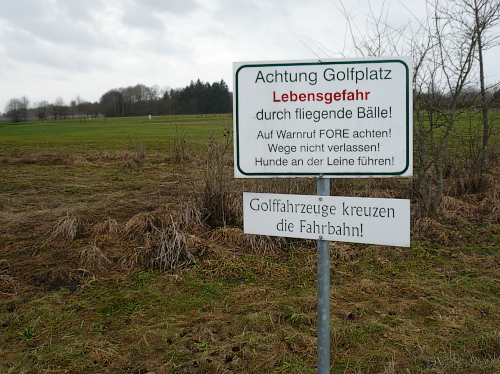 Achtung Golfplatz
Lebensgefahr
durch fliegende Bälle!
Auf Warnruf FORE achten!
Wege nicht verlassen!
Hunde an der Leine führen!
Golffahrzeuge kreuzen
die Fahrbahn!